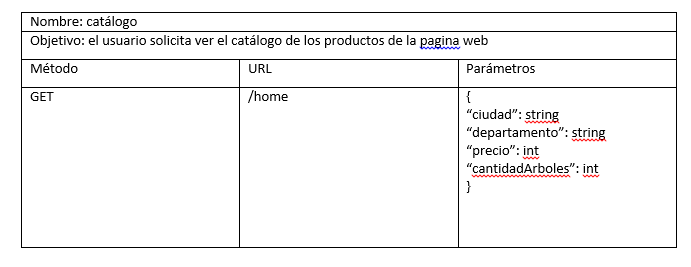 Nombre: catálogo
Objetivo: el usuario solicita ver el catálogo de los productos de la pagina web
Método URL Parámetros
GET /home {
“ciudad”: string
“departamento”: string
“precio”: int
“cantidadArboles”: int
}